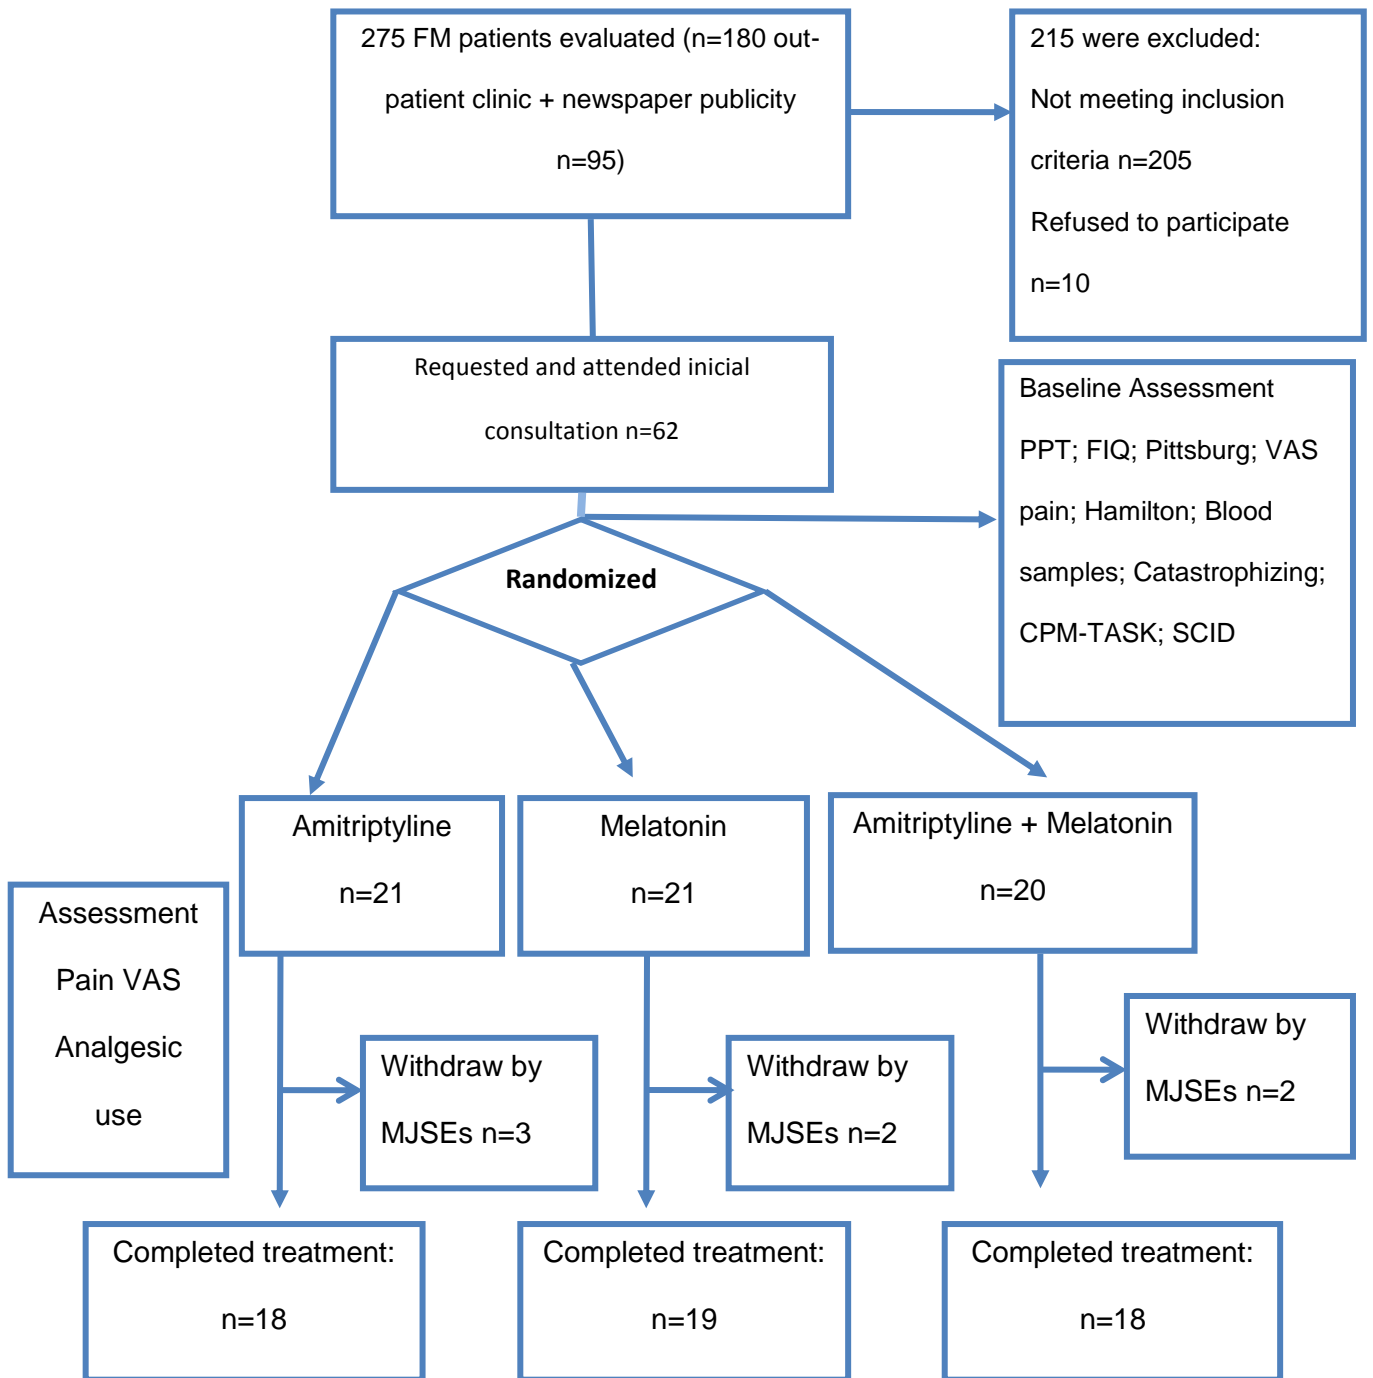 275 FM patients evaluated (n=180 out-
patient clinic + newspaper publicity
n=95)
215 were excluded:
Not meeting inclusion
criteria n=205
Refused to participate
n=10
Requested and attended inicial
consultation n=62
Baseline Assessment
PPT; FIQ; Pittsburg; VAS
pain; Hamilton; Blood
samples; Catastrophizing;
CPM-TASK; SCID
Randomized
Amitriptyline
n=21
Melatonin
n=21
Amitriptyline + Melatonin
n=20
Assessment
Pain VAS
Analgesic
use
Withdraw by
MJSEs n=3
Withdraw by
MJSEs n=2
Withdraw by
MJSEs n=2
Completed treatment:
n=18
Completed treatment:
n=19
Completed treatment:
n=18